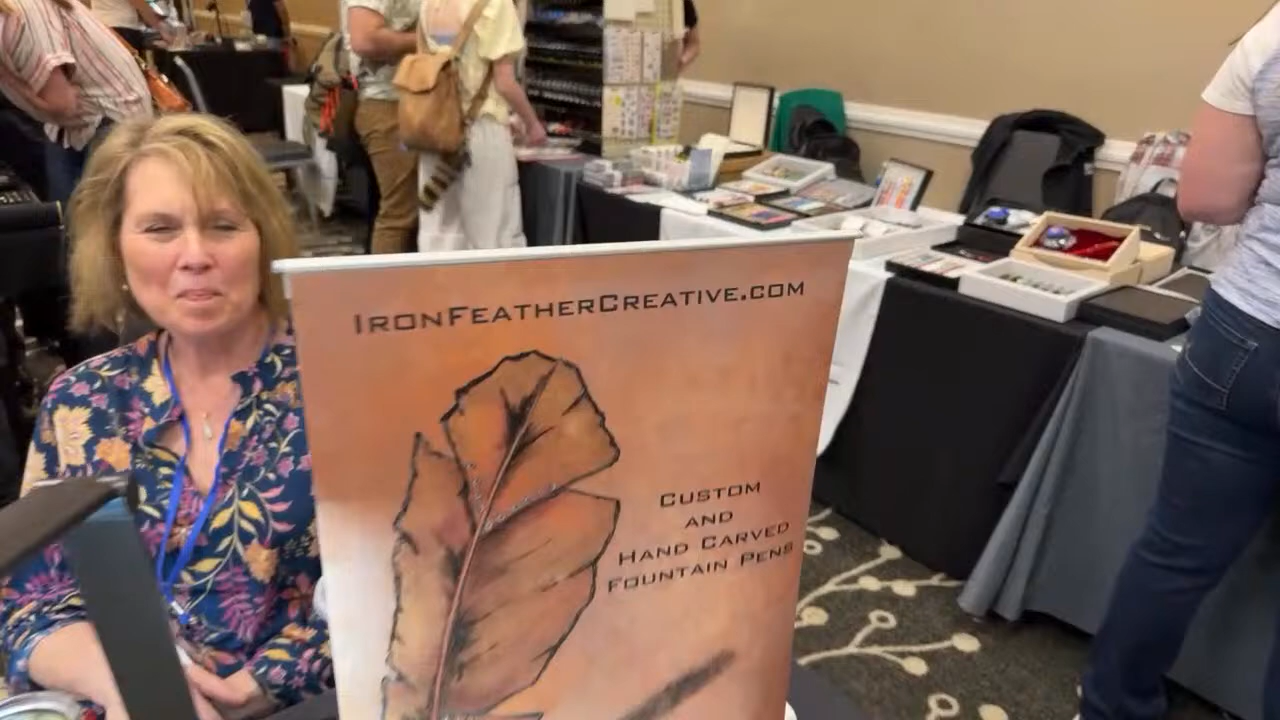 IRONFEATHERCREATIVE.COM
CUSTOM
AND
HAND CARVED
FOUNTAIN PENS